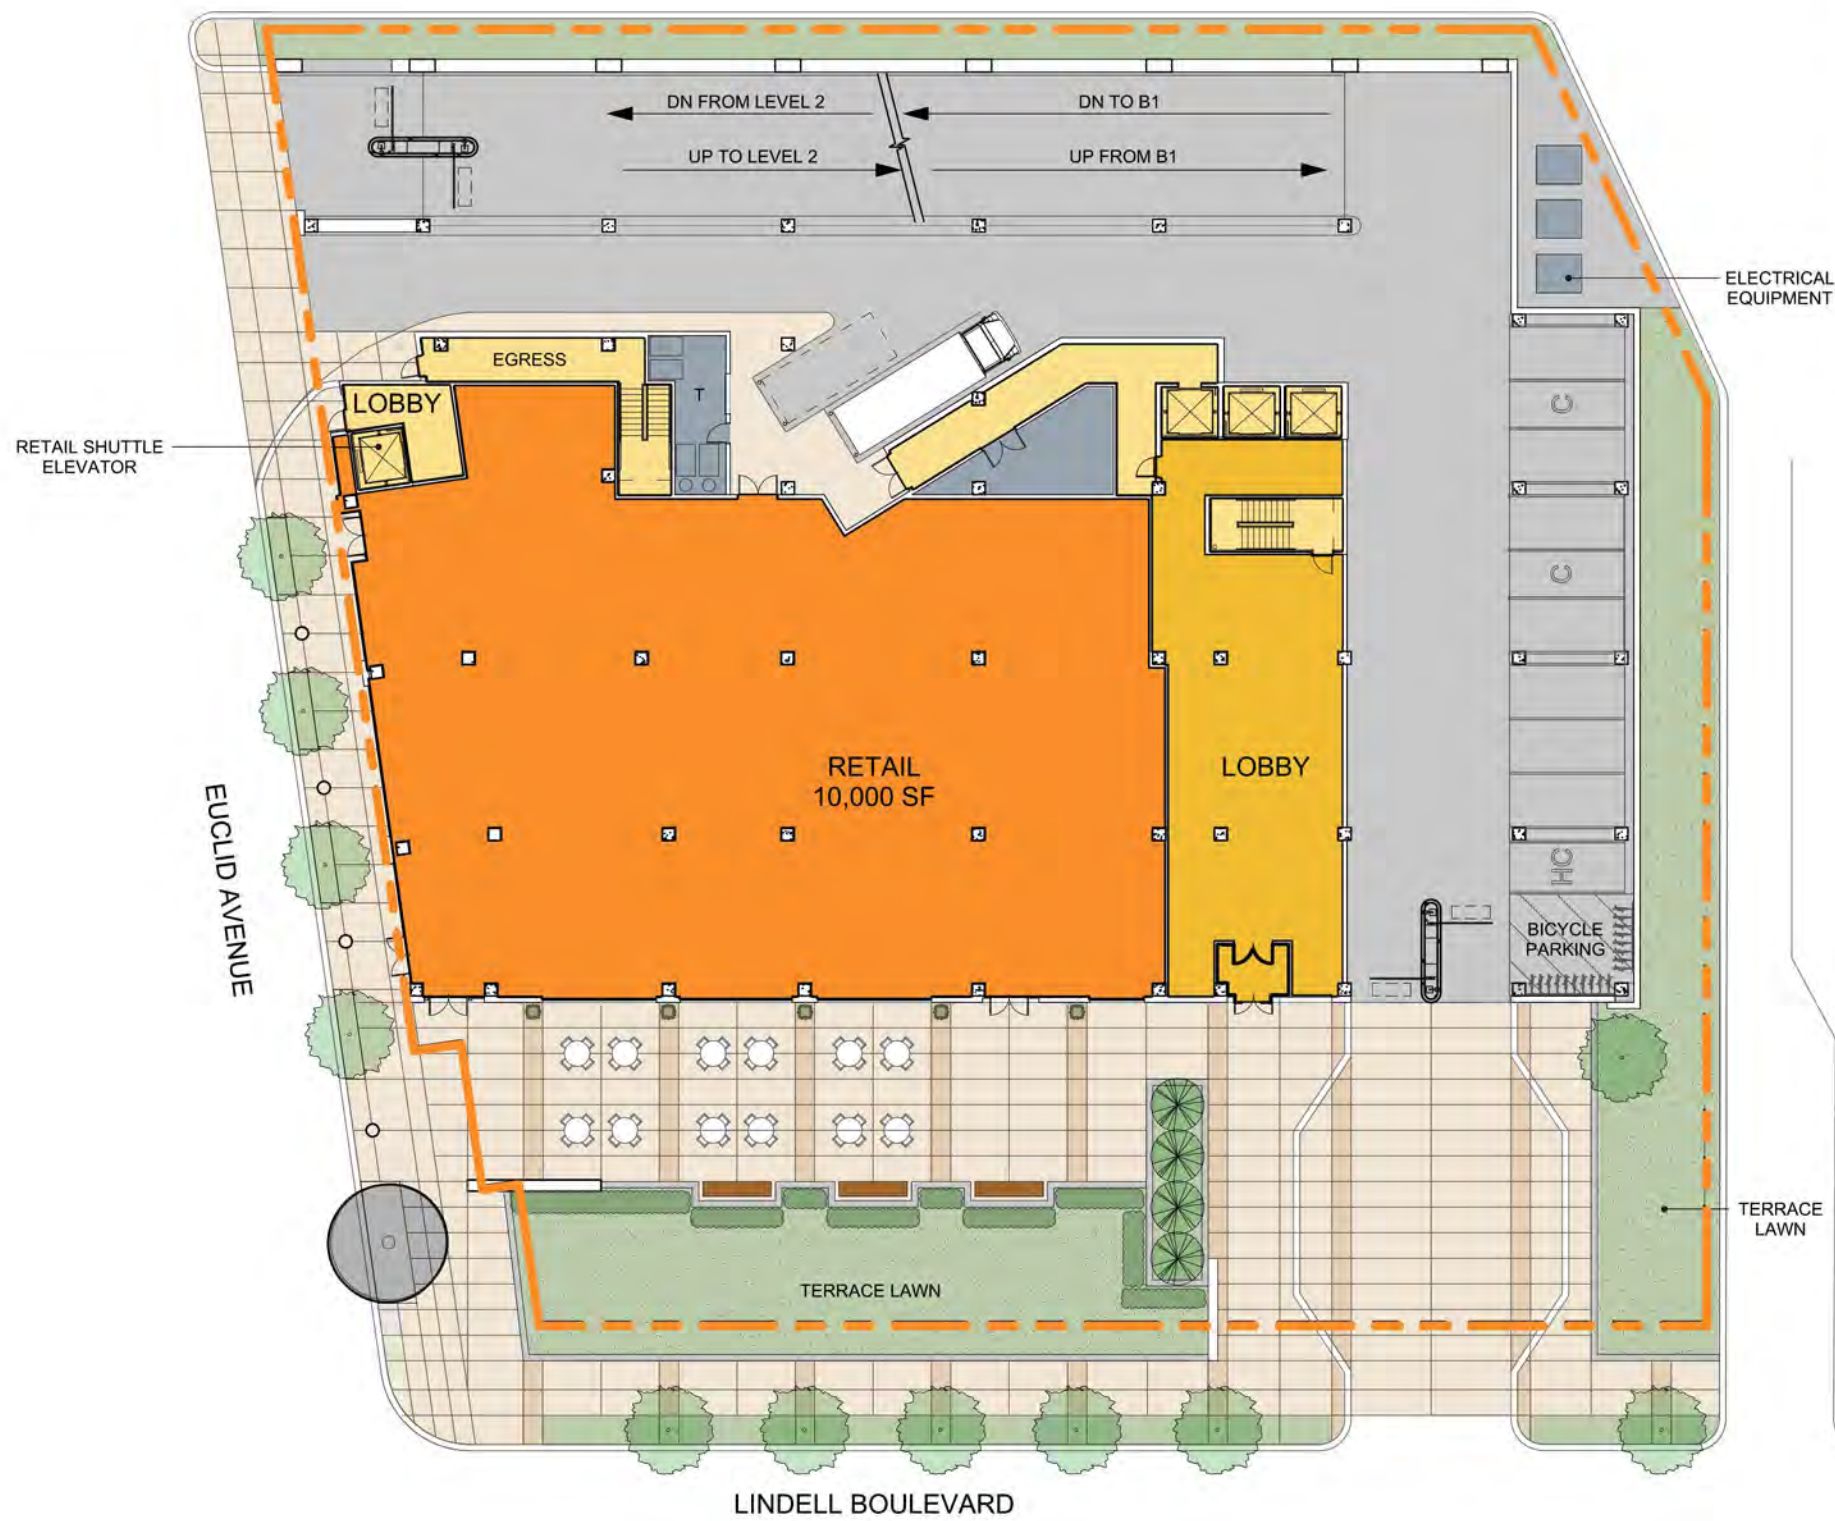 DN FROM LEVEL 2
DN TO B1
UP TO LEVEL 2
UP FROM B1
ELECTRICAL
EQUIPMENT
EGRESS
T
LOBBY
C
RETAIL SHUTTLE
ELEVATOR
C
RETAIL
10,000 SF
LOBBY
EUCLID AVENUE
HC
BICYCLE
PARKING
TERRACE
LAWN
TERRACE LAWN
LINDELL BOULEVARD